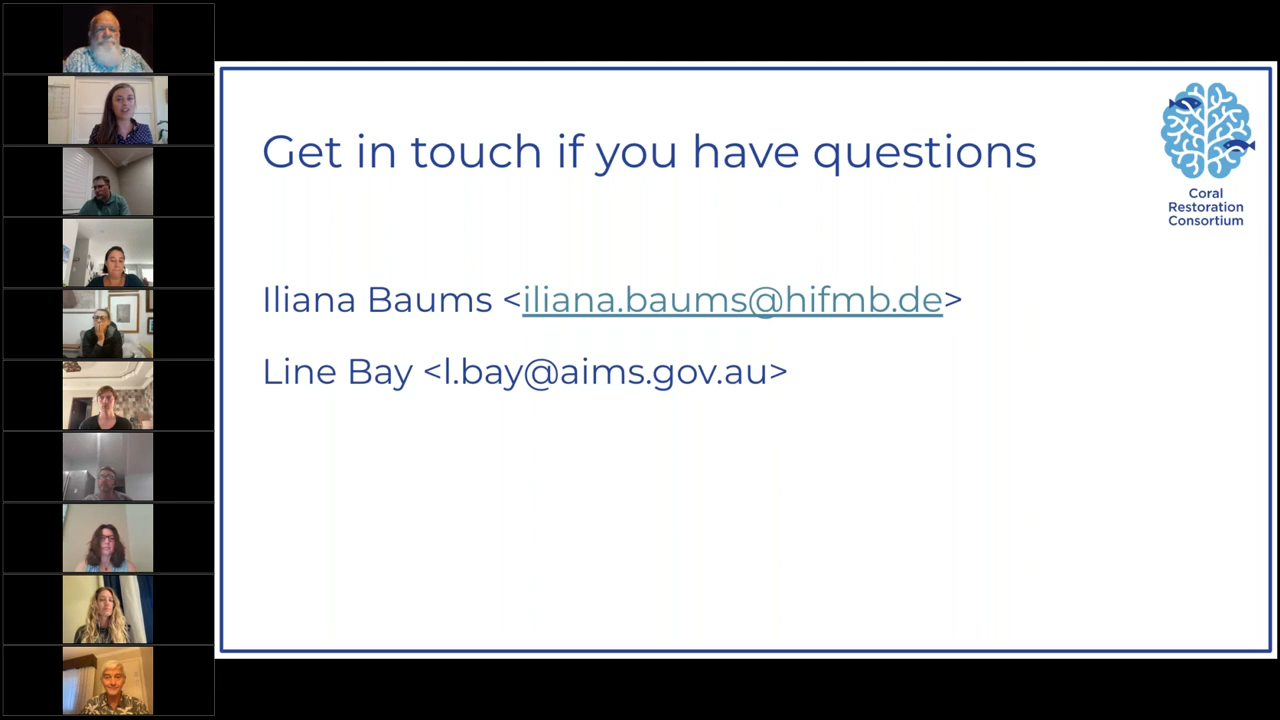 Get in touch if you have questions
Coral
Restoration
Consortium
Iliana Baums <iliana.baums@hifmb.de>
Line Bay <l.bay@aims.gov.au>